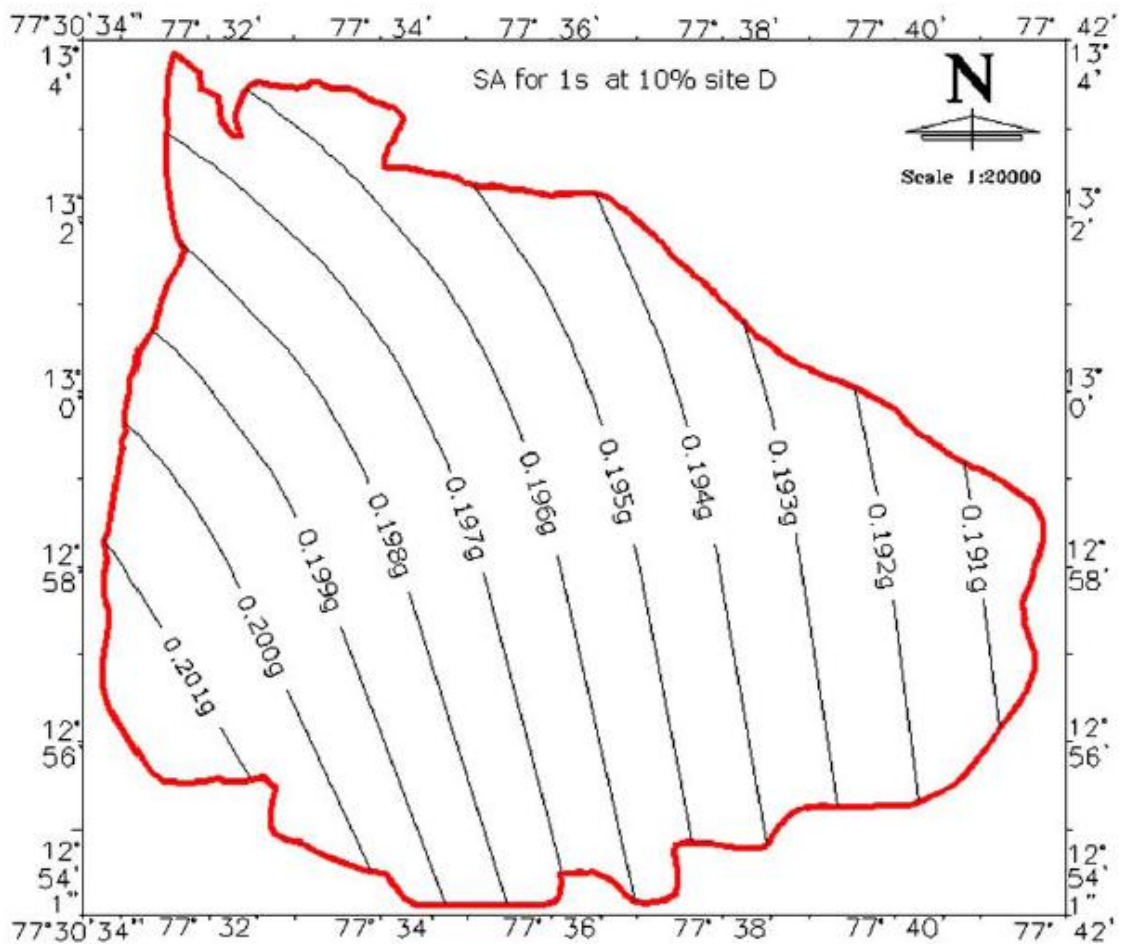 77° 30'34" 77° 32' 77° 34' 77° 36' 77° 38' 77° 40' 77° 42'
13° 4'
13° 4'
SA for 1s at 10% site D
N
Scale 1:20000
13° 2'
13° 2'
13° 0'
13° 0'
0.201g
0.200g
0.199g
0.198g
0.197g
0.196g
0.195g
0.194g
0.193g
0.192g
0.191g
12° 58'
12° 58'
12° 56'
12° 56'
12° 54' 1"
12° 54' 1"
77° 30'34" 77° 32' 77° 34' 77° 36' 77° 38' 77° 40' 77° 42'